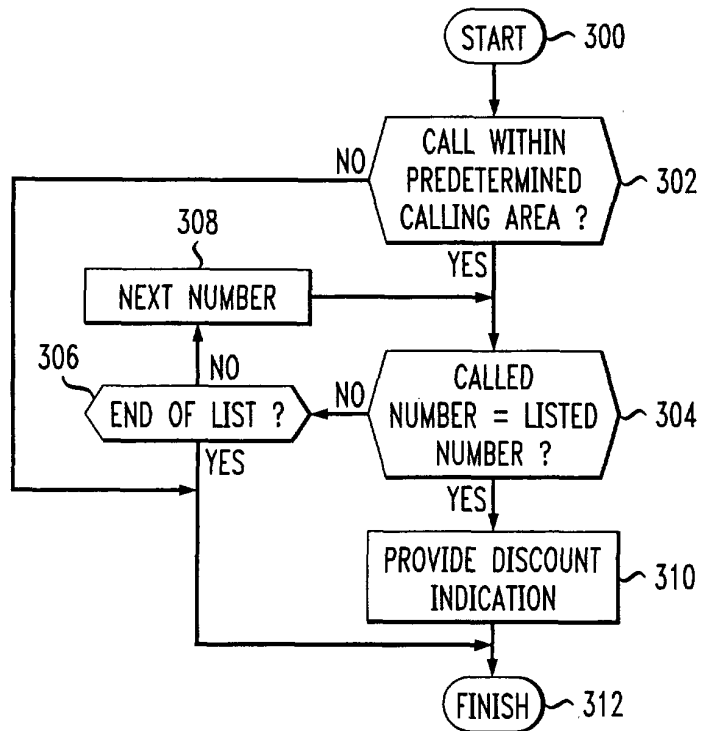 START
300
CALL WITHIN
PREDETERMINED
CALLING AREA ?
302
NO
YES
308
NEXT NUMBER
306
NO
END OF LIST ?
YES
NO
CALLED
NUMBER = LISTED
NUMBER ?
304
YES
PROVIDE DISCOUNT
INDICATION
310
FINISH
312